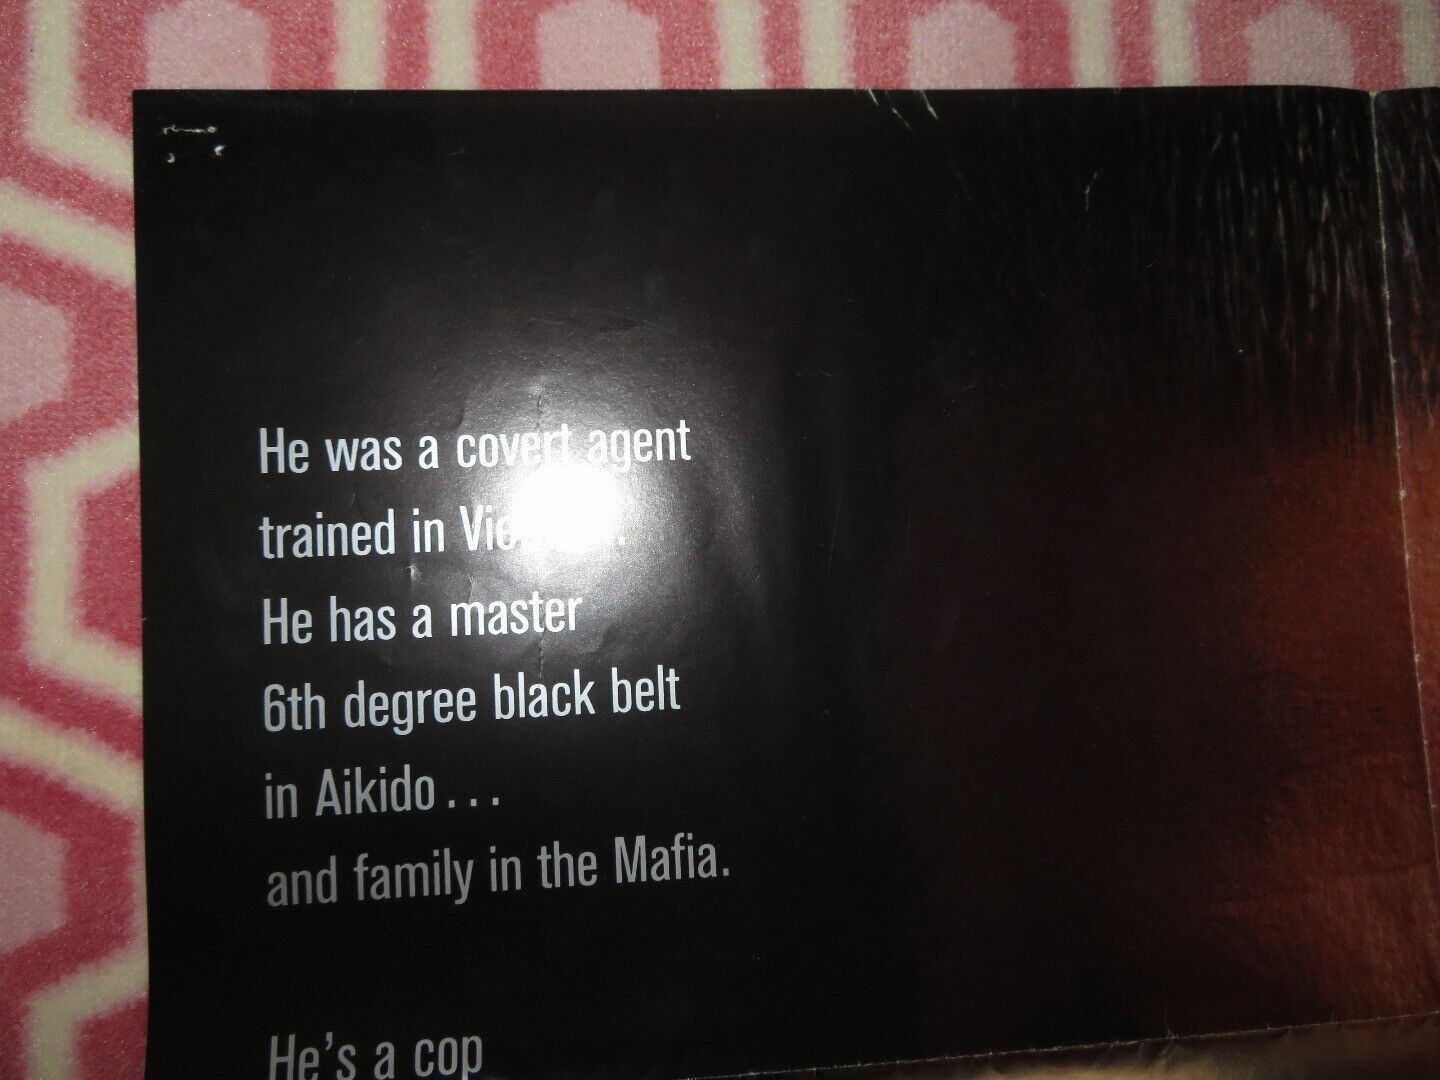 He was a covert agent
trained in
He has a master
6th degree black belt
in Aikido...
and family in the Mafia.
He's a cop